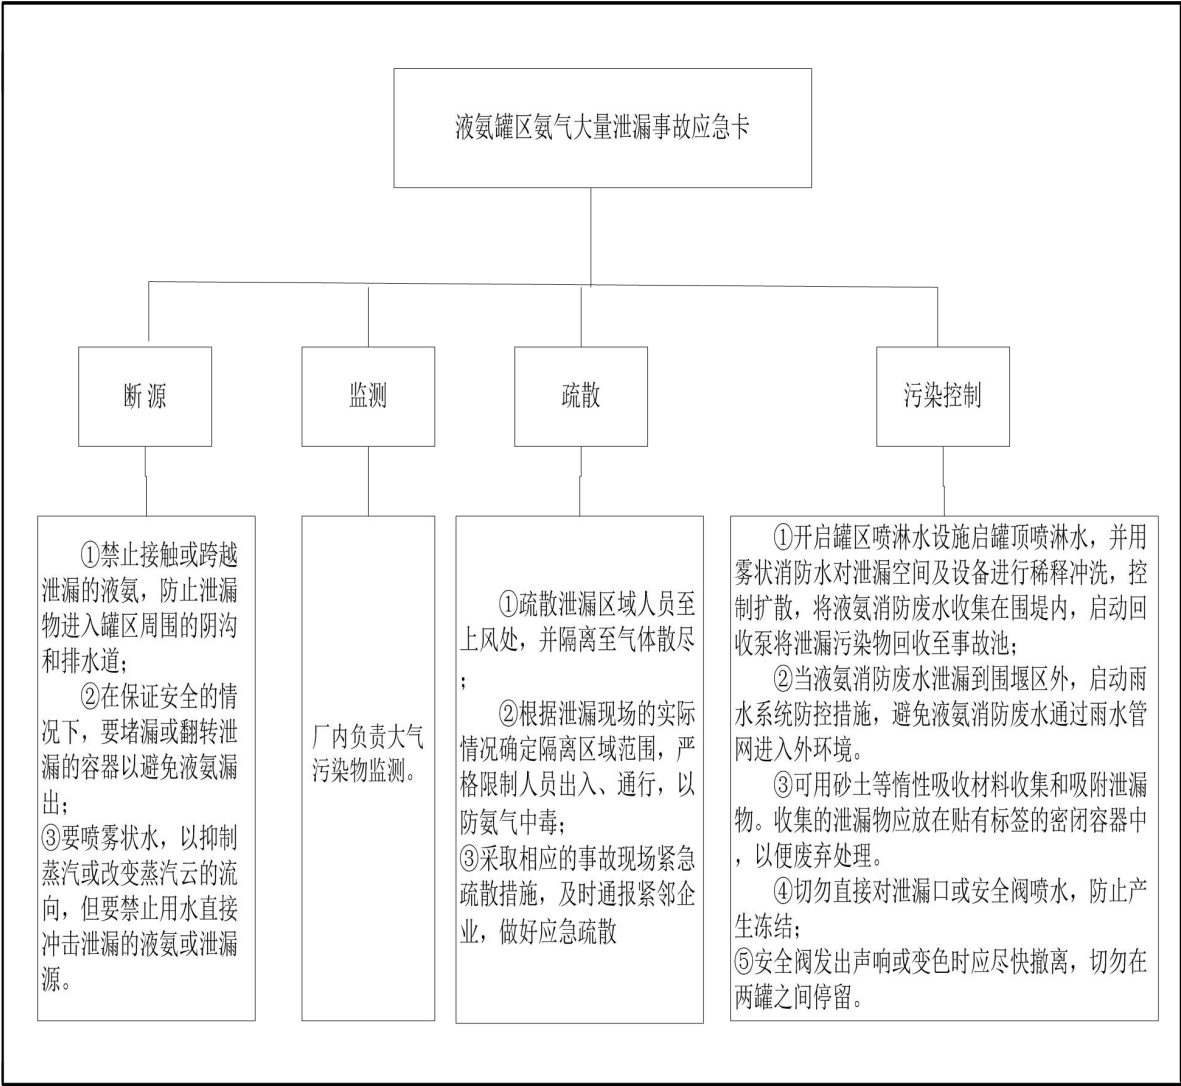 液氨罐区氨气大量泄漏事故应急卡
断 源
监测
疏散
污染控制
①禁止接触或跨越
泄漏的液氨，防止泄漏
物进入罐区周围的阴沟
和排水道；
②在保证安全的情
况下，要堵漏或翻转泄
漏的容器以避免液氨漏
出；
③要喷雾状水，以抑制
蒸汽或改变蒸汽云的流
向，但要禁止用水直接
冲击泄漏的液氨或泄漏
源。
厂内负责大气
污染物监测。
①疏散泄漏区域人员至
上风处，并隔离至气体散尽
；
②根据泄漏现场的实际
情况确定隔离区域范围，严
格限制人员出入、通行，以
防氨气中毒；
③采取相应的事故现场紧急
疏散措施，及时通报紧邻企
业，做好应急疏散
①开启罐区喷淋水设施启罐顶喷淋水，并用
雾状消防水对泄漏空间及设备进行稀释冲洗，控
制扩散，将液氨消防废水收集在围堤内，启动回
收泵将泄漏污染物回收至事故池；
②当液氨消防废水泄漏到围堰区外，启动雨
水系统防控措施，避免液氨消防废水通过雨水管
网进入外环境。
③可用砂土等惰性吸收材料收集和吸附泄漏
物。收集的泄漏物应放在贴有标签的密闭容器中
，以便废弃处理。
④切勿直接对泄漏口或安全阀喷水，防止产
生冻结；
⑤安全阀发出声响或变色时应尽快撤离，切勿在
两罐之间停留。